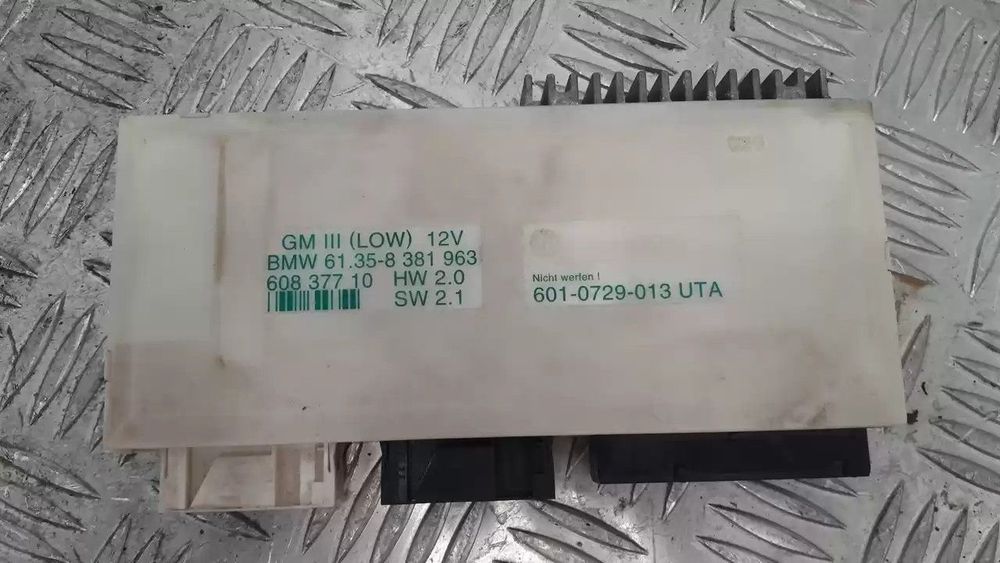 GM III (LOW) 12V
BMW 61.35-8 381 963
608 377 10 HW 2.0
SW 2.1
Nicht werfen !
601-0729-013 UTA